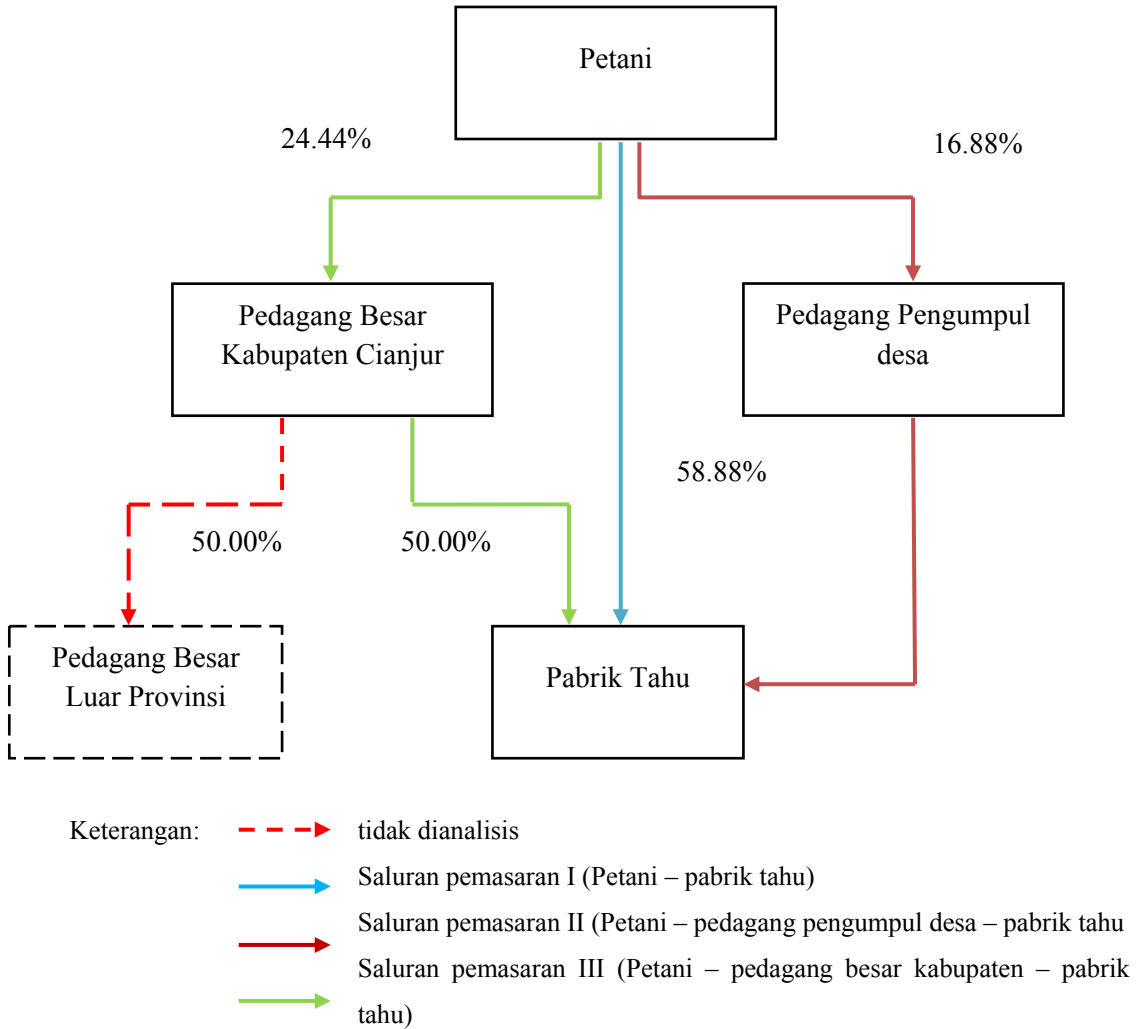 Petani
24.44%
16.88%
Pedagang Besar
Kabupaten Cianjur
Pedagang Pengumpul
desa
58.88%
50.00%
50.00%
Pedagang Besar
Luar Provinsi
Pabrik Tahu
Keterangan:
tidak dianalisis
Saluran pemasaran I (Petani – pabrik tahu)
Saluran pemasaran II (Petani – pedagang pengumpul desa – pabrik tahu
Saluran pemasaran III (Petani – pedagang besar kabupaten – pabrik
tahu)